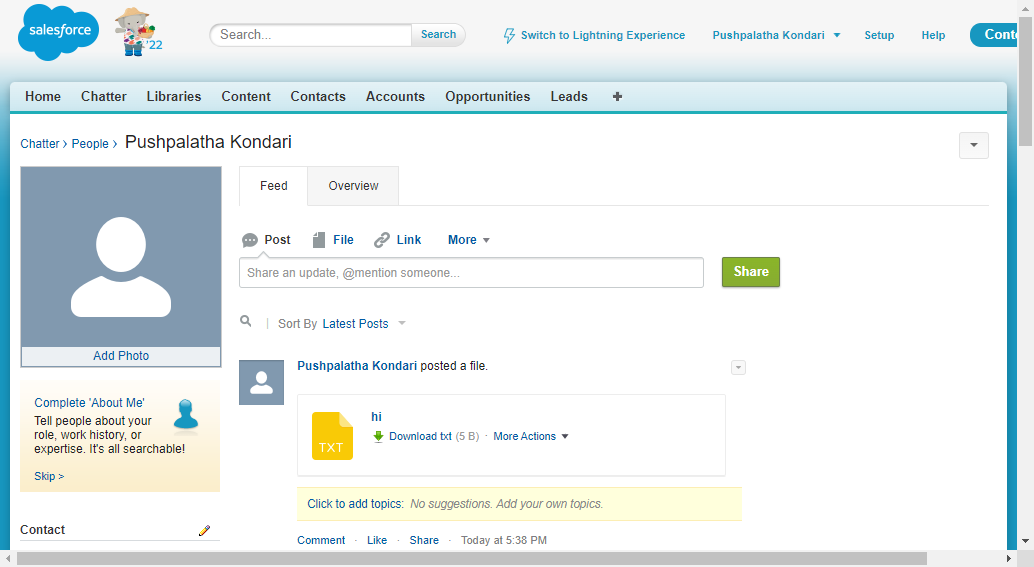 salesforce
'22
Search...
Search
Switch to Lightning Experience
Pushpalatha Kondari
Setup
Help
Home Chatter Libraries Content Contacts Accounts Opportunities Leads +
Chatter › People › Pushpalatha Kondari
Feed
Overview
Post
File
Link
More
Share an update, @mention someone...
Share
Add Photo
Sort By Latest Posts
Complete 'About Me'
Tell people about your
role, work history, or
expertise. It's all searchable!
Skip >
Contact
Pushpalatha Kondari posted a file.
TXT
hi
Download txt (5 B) · More Actions
Click to add topics: No suggestions. Add your own topics.
Comment · Like · Share · Today at 5:38 PM